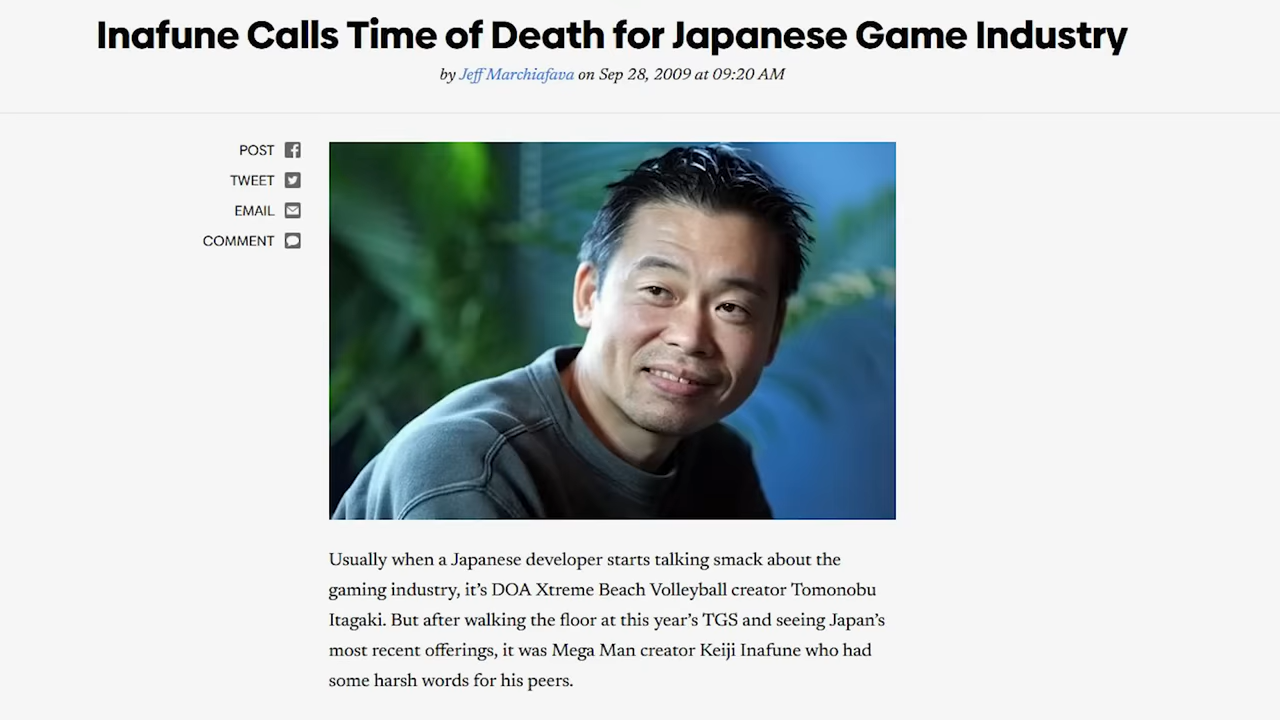 Inafune Calls Time of Death for Japanese Game Industry
by Jeff Marchiafava on Sep 28, 2009 at 09:20 AM
POST
TWEET
EMAIL
COMMENT
Usually when a Japanese developer starts talking smack about the
gaming industry, it’s DOA Xtreme Beach Volleyball creator Tomonobu
Itagaki. But after walking the floor at this year’s TGS and seeing Japan’s
most recent offerings, it was Mega Man creator Keiji Inafune who had
some harsh words for his peers.